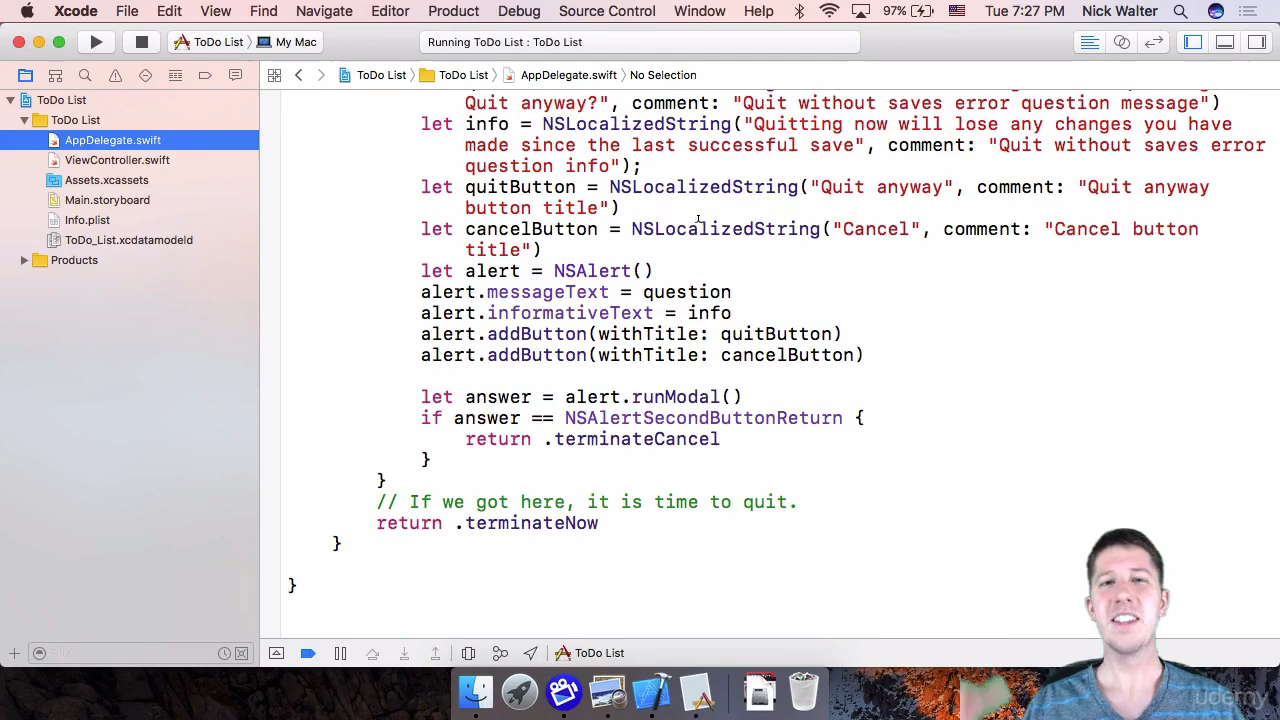 Xcode File Edit View Find Navigate Editor Product Debug Source Control Window Help 97% Tue 7:27 PM Nick Walter
ToDo List My Mac Running ToDo List : ToDo List
ToDo List ToDo List AppDelegate.swift No Selection
ToDo List
ToDo List
AppDelegate.swift
ViewController.swift
Assets.xcassets
Main.storyboard
Info.plist
ToDo_List.xcdatamodeld
Products
Quit anyway?", comment: "Quit without saves error question message")
let info = NSLocalizedString("Quitting now will lose any changes you have
made since the last successful save", comment: "Quit without saves error
question info");
let quitButton = NSLocalizedString("Quit anyway", comment: "Quit anyway
button title")
let cancelButton = NSLocalizedString("Cancel", comment: "Cancel button
title")
let alert = NSAlert()
alert.messageText = question
alert.informativeText = info
alert.addButton(withTitle: quitButton)
alert.addButton(withTitle: cancelButton)
let answer = alert.runModal()
if answer == NSAlertSecondButtonReturn {
return .terminateCancel
}
}
// If we got here, it is time to quit.
return .terminateNow
}
}
Filter
ToDo List
udemy